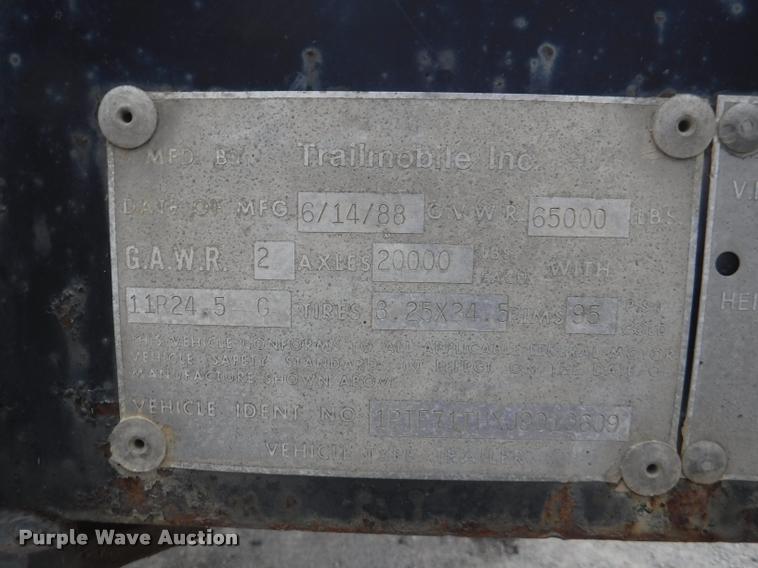 MFD. BY Trailmobile Inc.
DATE OF MFG 6/14/88 G.V.W.R. 65000 LBS
G.A.W.R. 2 AXLES 20000 LBS EACH WITH
11R24.5 G TIRES 8.25X24.5 RIMS 95 PSI COLD
THIS VEHICLE CONFORMS TO ALL APPLICABLE FEDERAL MOTOR
VEHICLE SAFETY STANDARDS IN EFFECT ON THE DATE OF
MANUFACTURE SHOWN ABOVE
VEHICLE IDENT. NO.
VEHICLE TYPE TRAILER
V.I
HEI
Purple Wave Auction